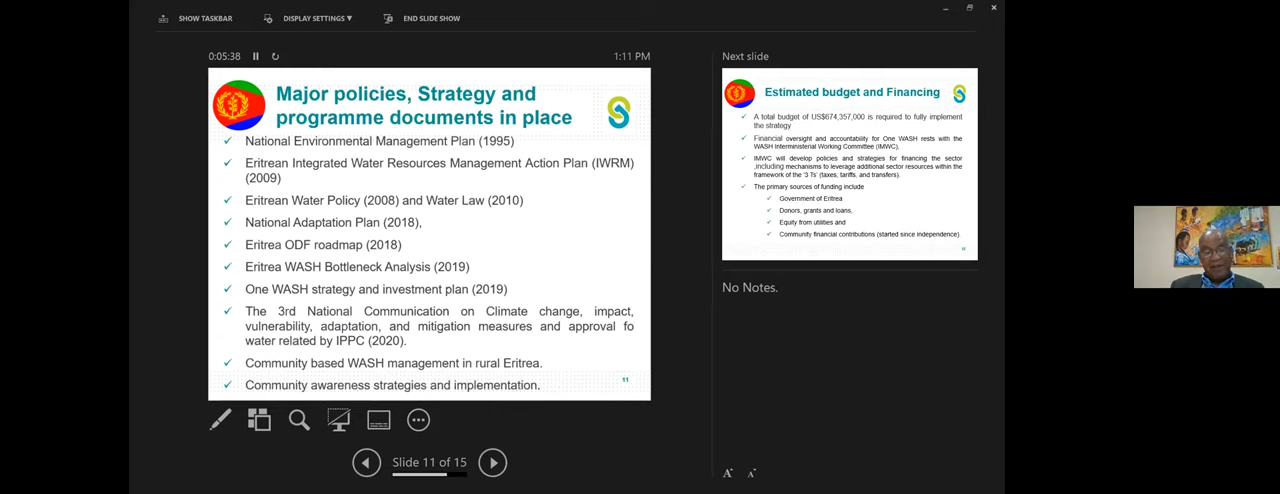 SHOW TASKBAR
DISPLAY SETTINGS ▼
END SLIDE SHOW
0:05:38
1:11 PM
Major policies, Strategy and
programme documents in place
✓ National Environmental Management Plan (1995)
✓ Eritrean Integrated Water Resources Management Action Plan (IWRM)
(2009)
✓ Eritrean Water Policy (2008) and Water Law (2010)
✓ National Adaptation Plan (2018),
✓ Eritrea ODF roadmap (2018)
✓ Eritrea WASH Bottleneck Analysis (2019)
✓ One WASH strategy and investment plan (2019)
✓ The 3rd National Communication on Climate change, impact,
vulnerability, adaptation, and mitigation measures and approval fo
water related by IPPC (2020).
✓ Community based WASH management in rural Eritrea.
✓ Community awareness strategies and implementation.
11
Slide 11 of 15
Next slide
Estimated budget and Financing
✓ A total budget of US$674,357,000 is required to fully implement
the strategy
✓ Financial oversight and accountability for One WASH rests with the
WASH Interministerial Working Committee (IMWC),
✓ IMWC will develop policies and strategies for financing the sector
,including mechanisms to leverage additional sector resources within the
framework of the '3 Ts' (taxes, tariffs, and transfers).
✓ The primary sources of funding include
✓ Government of Eritrea
✓ Donors, grants and loans,
✓ Equity from utilities and
✓ Community financial contributions (started since independence).
No Notes.
A A